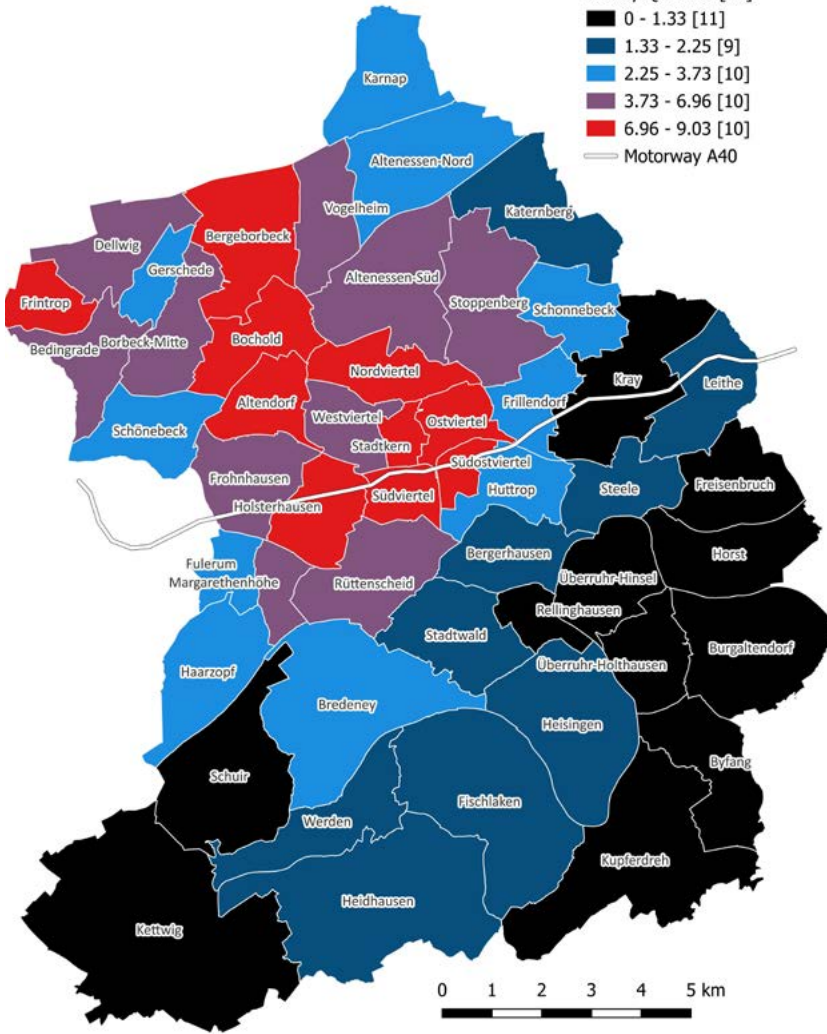 0 - 1.33 [11]
1.33 - 2.25 [9]
2.25 - 3.73 [10]
3.73 - 6.96 [10]
6.96 - 9.03 [10]
Motorway A40
Karnap
Altenessen-Nord
Vogelheim
Katernberg
Bergeborbeck
Dellwig
Gerschede
Altenessen-Süd
Frintrop
Stoppenberg
Schonnebeck
Bedingrade
Borbeck-Mitte
Bochold
Nordviertel
Kray
Leithe
Altendorf
Westviertel
Frillendorf
Schönebeck
Ostviertel
Stadtkern
Südostviertel
Frohnhausen
Huttrop
Steele
Freisenbruch
Holsterhausen
Südviertel
Bergerhausen
Horst
Fulerum
Margarethenhöhe
Rüttenscheid
Überruhr-Hinsel
Rellinghausen
Stadtwald
Burgaltendorf
Haarzopf
Überruhr-Holthausen
Bredeney
Heisingen
Byfang
Schuir
Fischlaken
Werden
Kupferdreh
Heidhausen
Kettwig
0 1 2 3 4 5 km